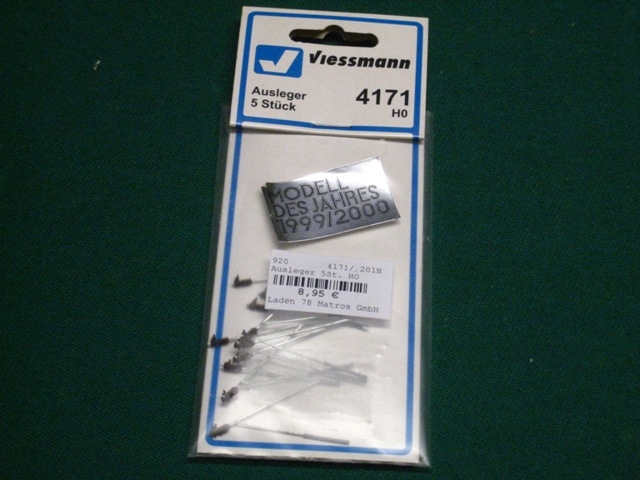 Viessmann
Ausleger
5 Stück
4171
H0
MODELL
DES JAHRES
1999/2000
920 4171/.201N
Ausleger 5St. HO
8,95 €
Laden 78 Matros GmbH